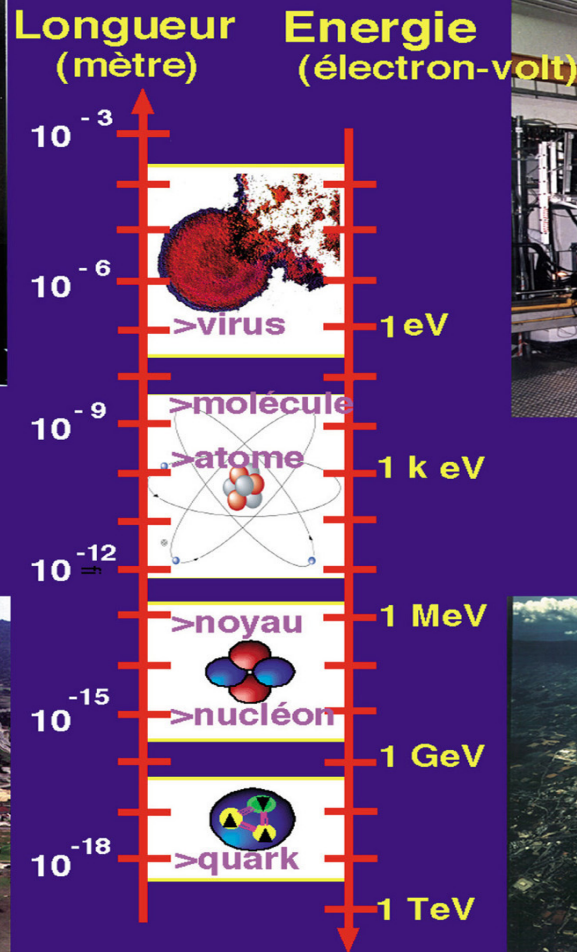 Longueur Energie
(mètre) (électron-volt)
10 -3
10 -6
>virus 1 eV
>molécule
10 -9
>atome 1 k eV
10 -12
>noyau 1 MeV
10 -15 >nucléon
1 GeV
10 -18 >quark
1 TeV